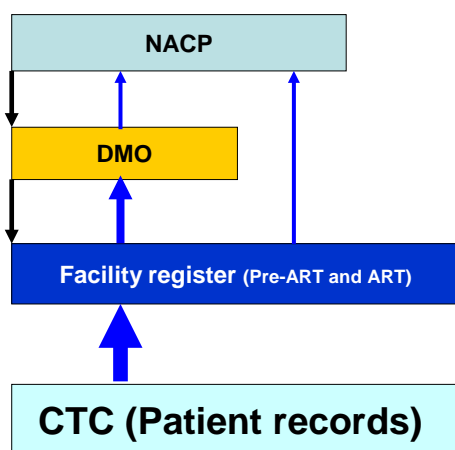 NACP
DMO
Facility register (Pre-ART and ART)
CTC (Patient records)